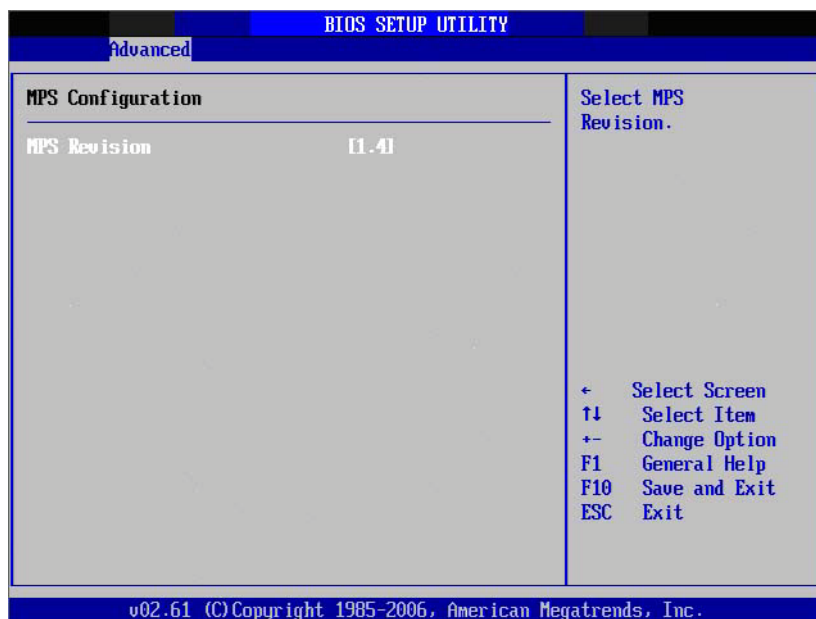 BIOS SETUP UTILITY
Advanced
MPS Configuration
MPS Revision [1.4]
Select MPS
Revision.
← Select Screen
↑↓ Select Item
+- Change Option
F1 General Help
F10 Save and Exit
ESC Exit
v02.61 (C)Copyright 1985-2006, American Megatrends, Inc.